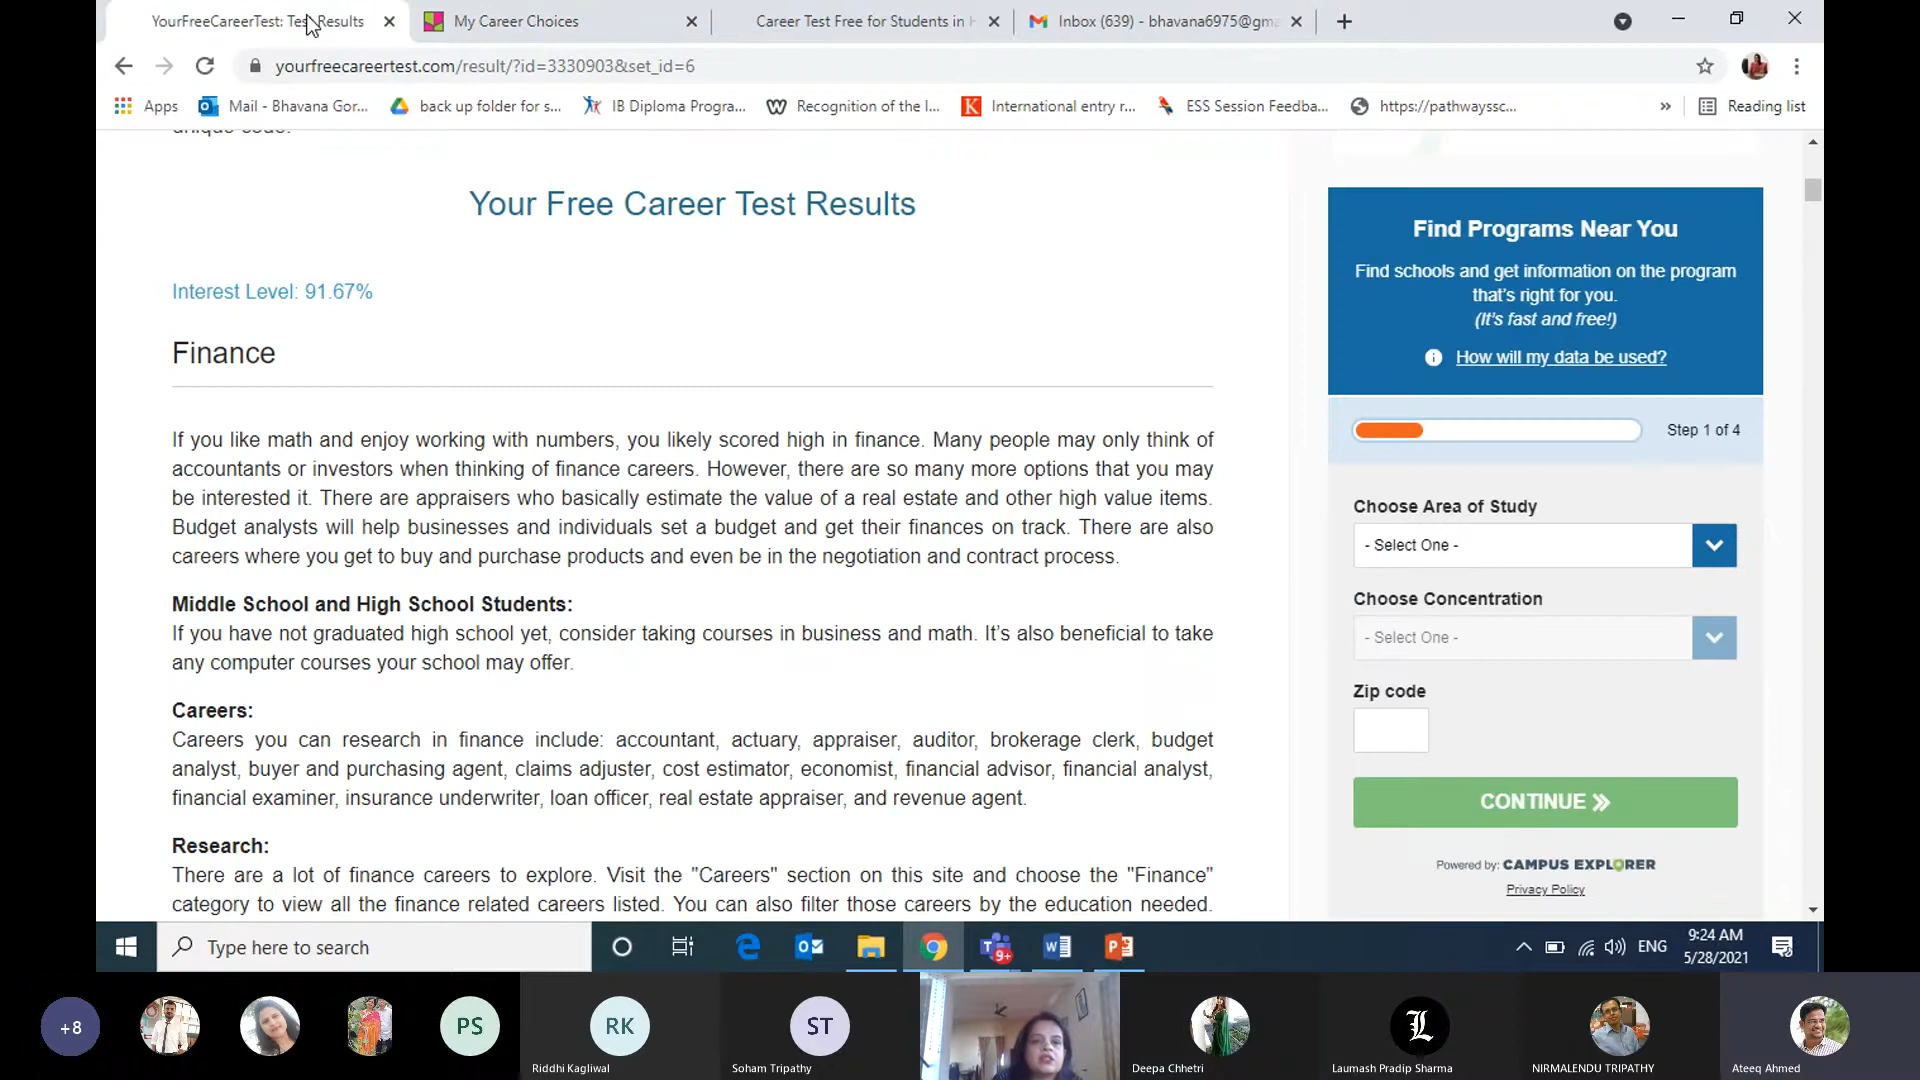 YourFreeCareerTest: Test Results
My Career Choices
Career Test Free for Students in H
Inbox (639) - bhavana6975@gma
yourfreecareertest.com/result/?id=3330903&set_id=6
Apps
Mail - Bhavana Gor...
back up folder for s...
IB Diploma Progra...
Recognition of the I...
International entry r...
ESS Session Feedba...
https://pathwayssc...
»
Reading list
unique code.
Your Free Career Test Results
Interest Level: 91.67%
Finance
If you like math and enjoy working with numbers, you likely scored high in finance. Many people may only think of
accountants or investors when thinking of finance careers. However, there are so many more options that you may
be interested it. There are appraisers who basically estimate the value of a real estate and other high value items.
Budget analysts will help businesses and individuals set a budget and get their finances on track. There are also
careers where you get to buy and purchase products and even be in the negotiation and contract process.
Middle School and High School Students:
If you have not graduated high school yet, consider taking courses in business and math. It's also beneficial to take
any computer courses your school may offer.
Careers:
Careers you can research in finance include: accountant, actuary, appraiser, auditor, brokerage clerk, budget
analyst, buyer and purchasing agent, claims adjuster, cost estimator, economist, financial advisor, financial analyst,
financial examiner, insurance underwriter, loan officer, real estate appraiser, and revenue agent.
Research:
There are a lot of finance careers to explore. Visit the "Careers" section on this site and choose the "Finance"
category to view all the finance related careers listed. You can also filter those careers by the education needed.
Find Programs Near You
Find schools and get information on the program
that's right for you.
(It's fast and free!)
How will my data be used?
Step 1 of 4
Choose Area of Study
- Select One -
Choose Concentration
- Select One -
Zip code
CONTINUE »
Powered by: CAMPUS EXPLORER
Privacy Policy
Type here to search
9+
ENG
9:24 AM
5/28/2021
+8
PS
RK
Riddhi Kagliwal
ST
Soham Tripathy
Deepa Chhetri
L
Laumash Pradip Sharma
NIRMALENDU TRIPATHY
Ateeq Ahmed